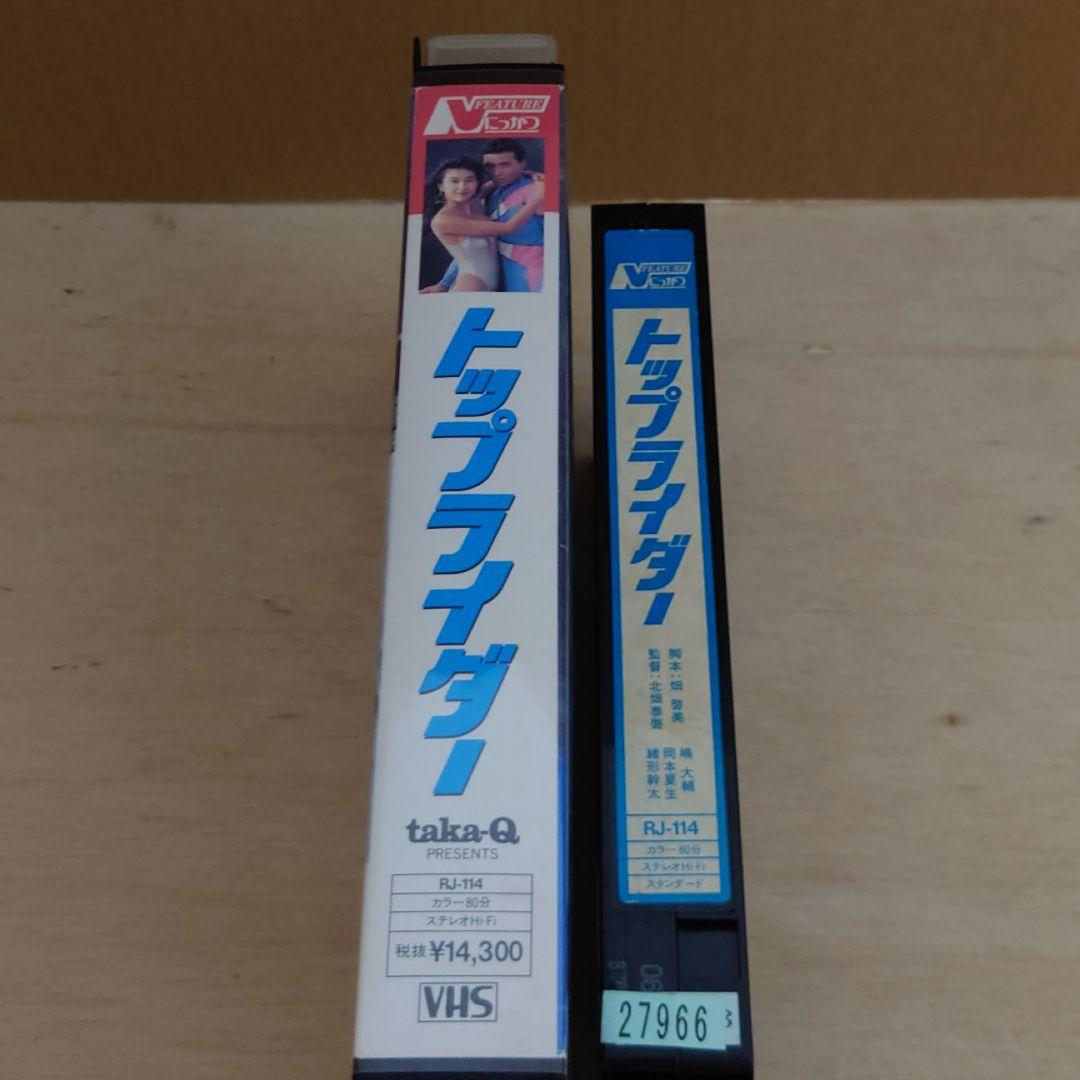 N FEATURE
にっかつ
トップライダー
taka-Q
PRESENTS
RJ-114
カラー80分
ステレオHi-Fi
税抜¥14,300
VHS
N FEATURE
にっかつ
トップライダー
脚本:畑 啓美
監督:北畑泰啓
嶋 大輔
岡本夏生
緒形幹太
RJ-114
カラー80分
ステレオHi-Fi
スタンダード
27966